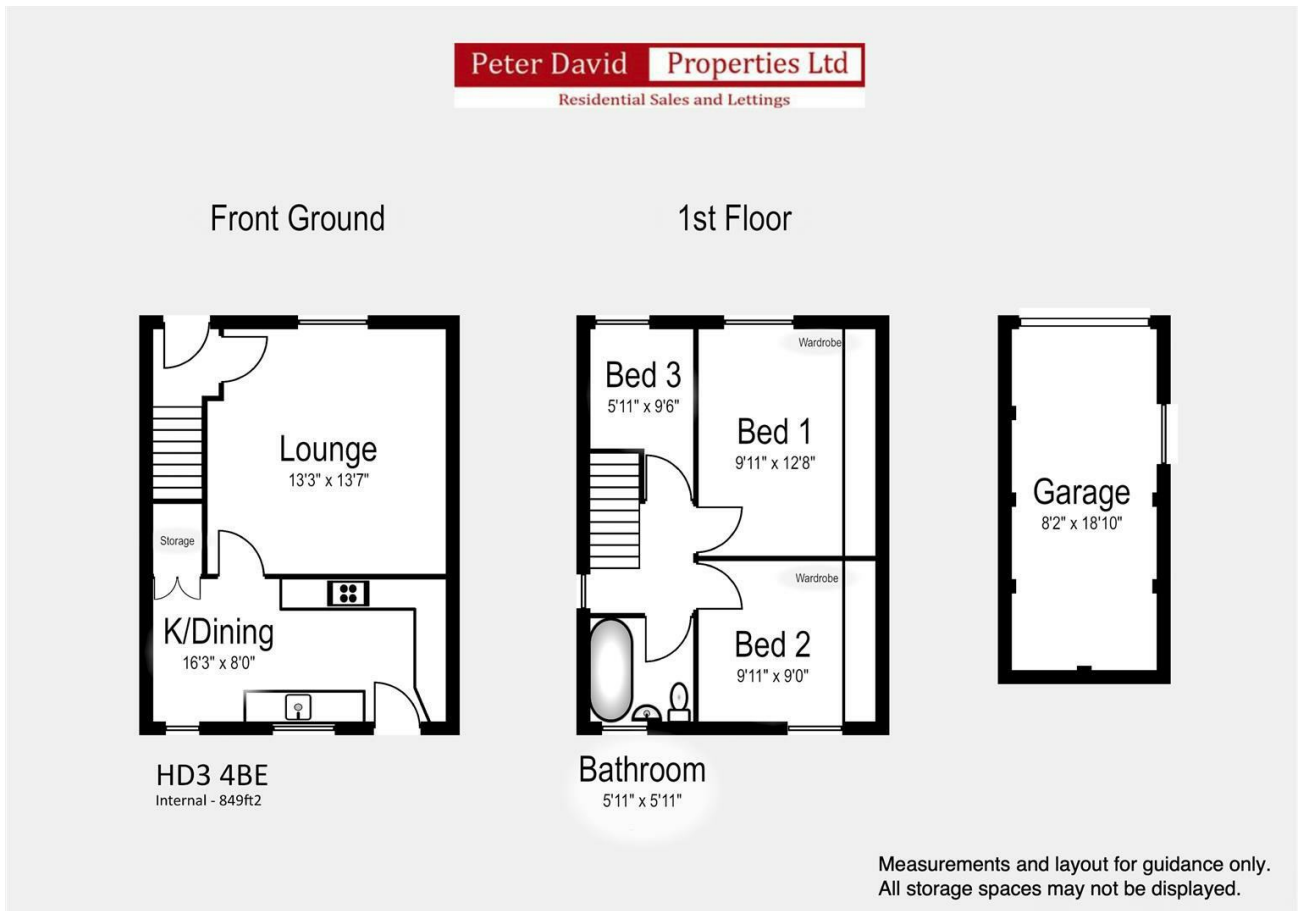 Peter David Properties Ltd
Residential Sales and Lettings
Front Ground
1st Floor
Lounge
13'3" x 13'7"
Storage
K/Dining
16'3" x 8'0"
HD3 4BE
Internal - 849ft2
Bed 3
5'11" x 9'6"
Wardrobe
Bed 1
9'11" x 12'8"
Wardrobe
Bed 2
9'11" x 9'0"
Bathroom
5'11" x 5'11"
Garage
8'2" x 18'10"
Measurements and layout for guidance only.
All storage spaces may not be displayed.